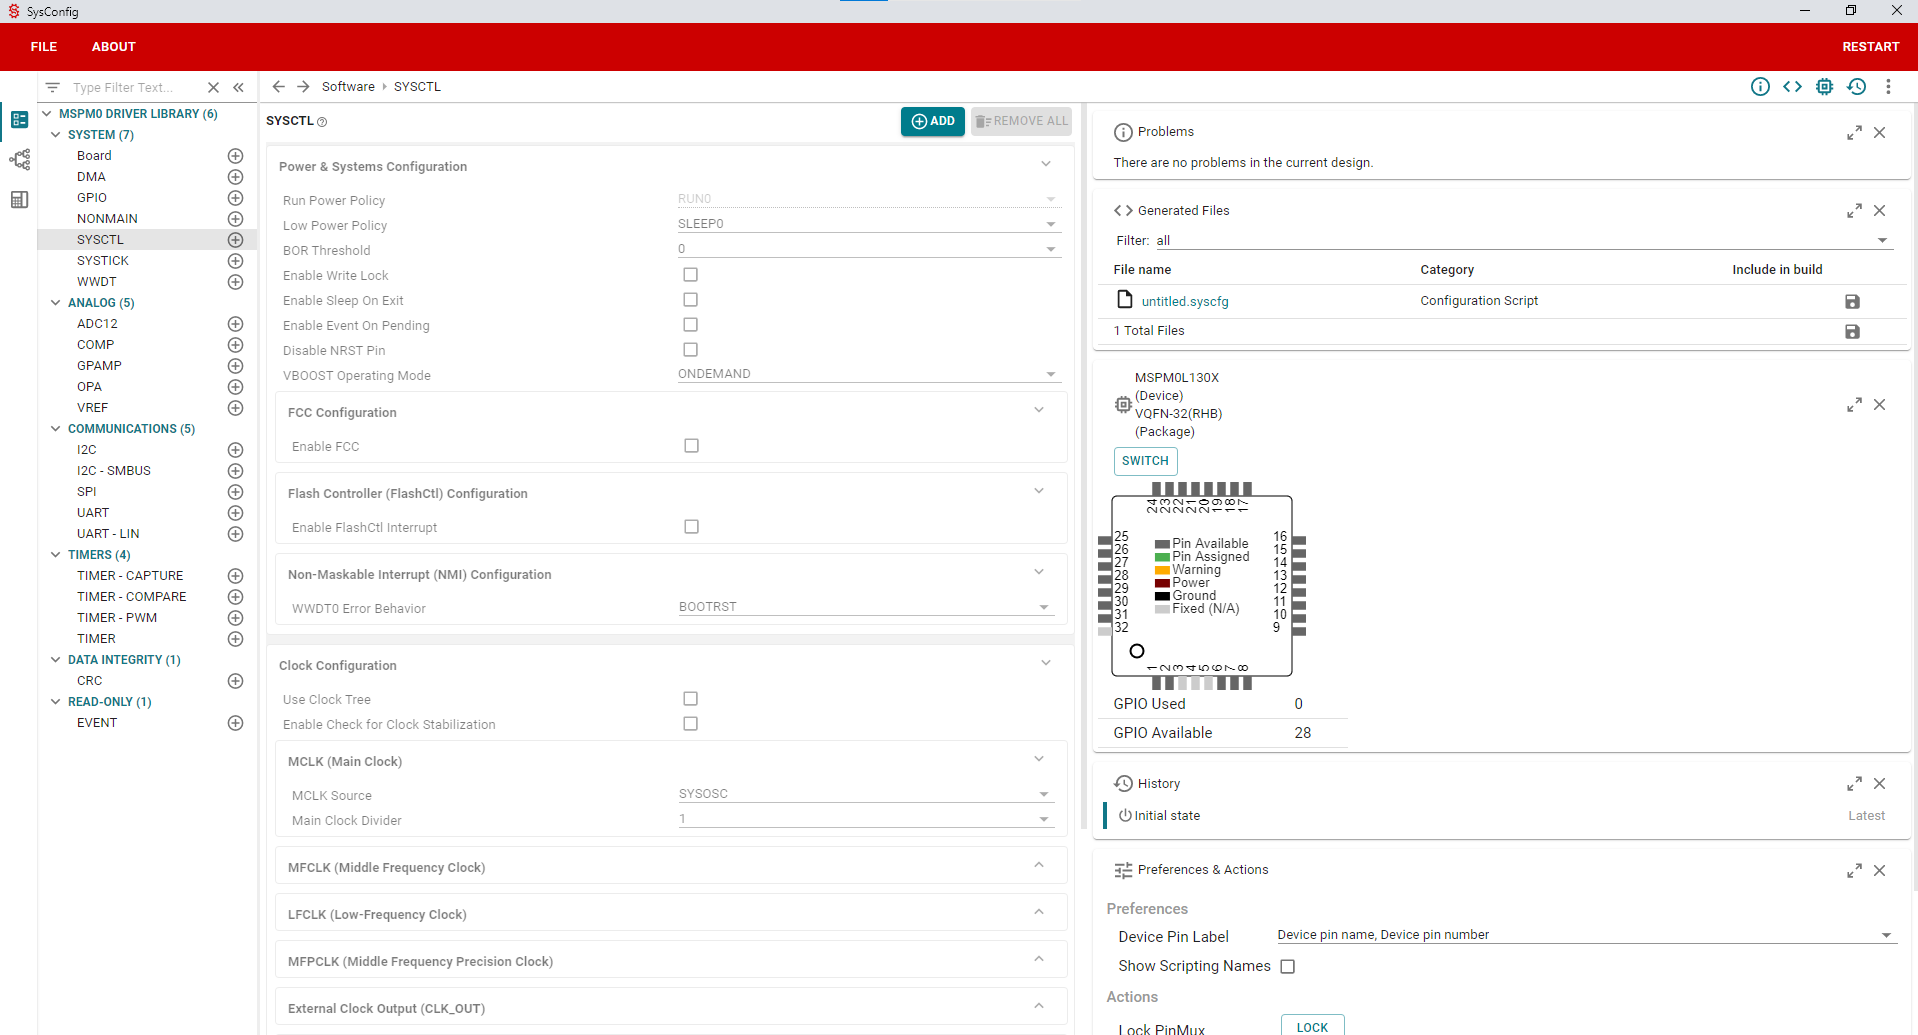 SysConfig
FILE ABOUT RESTART
Type Filter Text...
MSPM0 DRIVER LIBRARY (6)
SYSTEM (7)
Board
DMA
GPIO
NONMAIN
SYSCTL
SYSTICK
WWDT
ANALOG (5)
ADC12
COMP
GPAMP
OPA
VREF
COMMUNICATIONS (5)
I2C
I2C - SMBUS
SPI
UART
UART - LIN
TIMERS (4)
TIMER - CAPTURE
TIMER - COMPARE
TIMER - PWM
TIMER
DATA INTEGRITY (1)
CRC
READ-ONLY (1)
EVENT
Software SYSCTL
SYSCTL ADD REMOVE ALL
Power & Systems Configuration
Run Power Policy RUN0
Low Power Policy SLEEP0
BOR Threshold 0
Enable Write Lock
Enable Sleep On Exit
Enable Event On Pending
Disable NRST Pin
VBOOST Operating Mode ONDEMAND
FCC Configuration
Enable FCC
Flash Controller (FlashCtl) Configuration
Enable FlashCtl Interrupt
Non-Maskable Interrupt (NMI) Configuration
WWDT0 Error Behavior BOOTRST
Clock Configuration
Use Clock Tree
Enable Check for Clock Stabilization
MCLK (Main Clock)
MCLK Source SYSOSC
Main Clock Divider 1
MFCLK (Middle Frequency Clock)
LFCLK (Low-Frequency Clock)
MFPCLK (Middle Frequency Precision Clock)
External Clock Output (CLK_OUT)
Problems
There are no problems in the current design.
<> Generated Files
Filter: all
File name Category Include in build
untitled.syscfg Configuration Script
1 Total Files
MSPM0L130X
(Device)
VQFN-32(RHB)
(Package)
SWITCH
24 23 22 21 20 19 18 17
25 16
26 Pin Available 15
27 Pin Assigned 14
28 Warning 13
29 Power 12
30 Ground 11
31 Fixed (N/A) 10
32 9
1 2 3 4 5 6 7 8
GPIO Used 0
GPIO Available 28
History
Initial state Latest
Preferences & Actions
Preferences
Device Pin Label Device pin name, Device pin number
Show Scripting Names
Actions
Lock PinMux LOCK